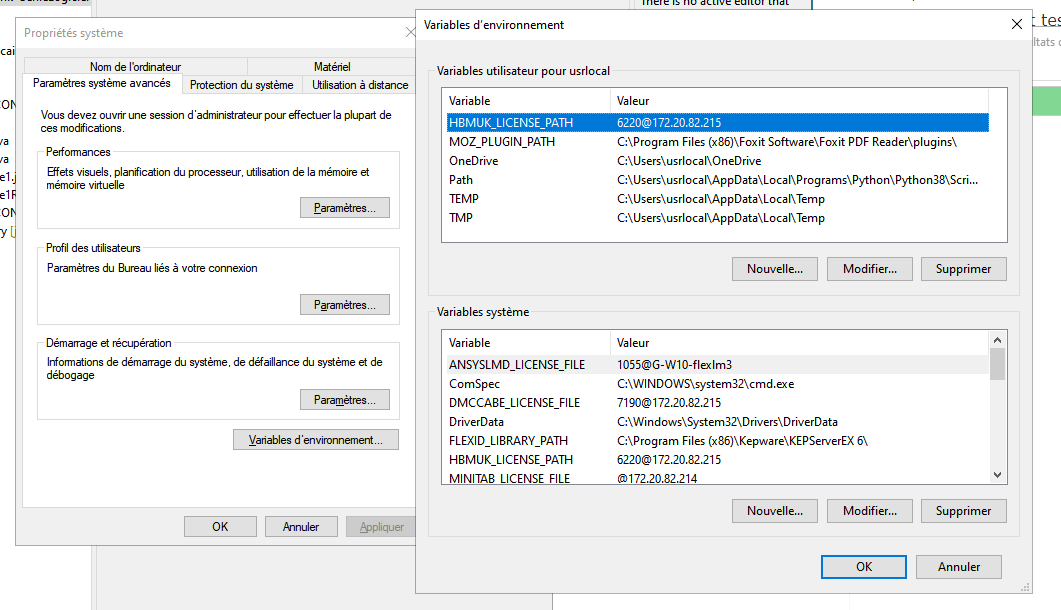 There is no active editor that
Propriétés système
Nom de l'ordinateur
Matériel
Paramètres système avancés
Protection du système
Utilisation à distance
Vous devez ouvrir une session d'administrateur pour effectuer la plupart de
ces modifications.
Performances
Effets visuels, planification du processeur, utilisation de la mémoire et
mémoire virtuelle
Paramètres...
Profil des utilisateurs
Paramètres du Bureau liés à votre connexion
Paramètres...
Démarrage et récupération
Informations de démarrage du système, de défaillance du système et de
débogage
Paramètres...
Variables d'environnement...
OK
Annuler
Appliquer
Variables d'environnement
Variables utilisateur pour usrlocal
Variable Valeur
HBMUK_LICENSE_PATH 6220@172.20.82.215
MOZ_PLUGIN_PATH C:\Program Files (x86)\Foxit Software\Foxit PDF Reader\plugins\
OneDrive C:\Users\usrlocal\OneDrive
Path C:\Users\usrlocal\AppData\Local\Programs\Python\Python38\Scri...
TEMP C:\Users\usrlocal\AppData\Local\Temp
TMP C:\Users\usrlocal\AppData\Local\Temp
Nouvelle...
Modifier...
Supprimer
Variables système
Variable Valeur
ANSYSLMD_LICENSE_FILE 1055@G-W10-flexlm3
ComSpec C:\WINDOWS\system32\cmd.exe
DMCCABE_LICENSE_FILE 7190@172.20.82.215
DriverData C:\Windows\System32\Drivers\DriverData
FLEXID_LIBRARY_PATH C:\Program Files (x86)\Kepware\KEPServerEX 6\
HBMUK_LICENSE_PATH 6220@172.20.82.215
MINITAB_LICENSE_FILE @172.20.82.214
Nouvelle...
Modifier...
Supprimer
OK
Annuler